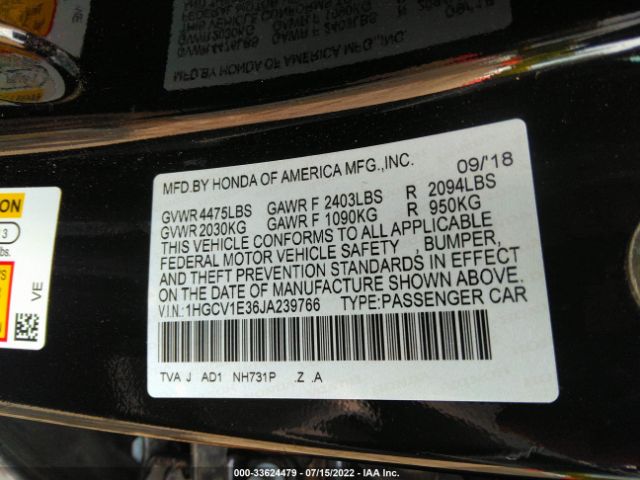 MFD.BY HONDA OF AMERICA MFG.,INC. 09/'18
GVWR 4475LBS GAWR F 2403LBS R 2094LBS
GVWR 2030KG GAWR F 1090KG R 950KG
THIS VEHICLE CONFORMS TO ALL APPLICABLE
FEDERAL MOTOR VEHICLE SAFETY , BUMPER,
AND THEFT PREVENTION STANDARDS IN EFFECT
ON THE DATE OF MANUFACTURE SHOWN ABOVE.
V.I.N.: 1HGCV1E36JA239766 TYPE:PASSENGER CAR
TVA J AD1 NH731P .Z .A
ION
VE
000-33624479 - 07/15/2022 - IAA Inc.